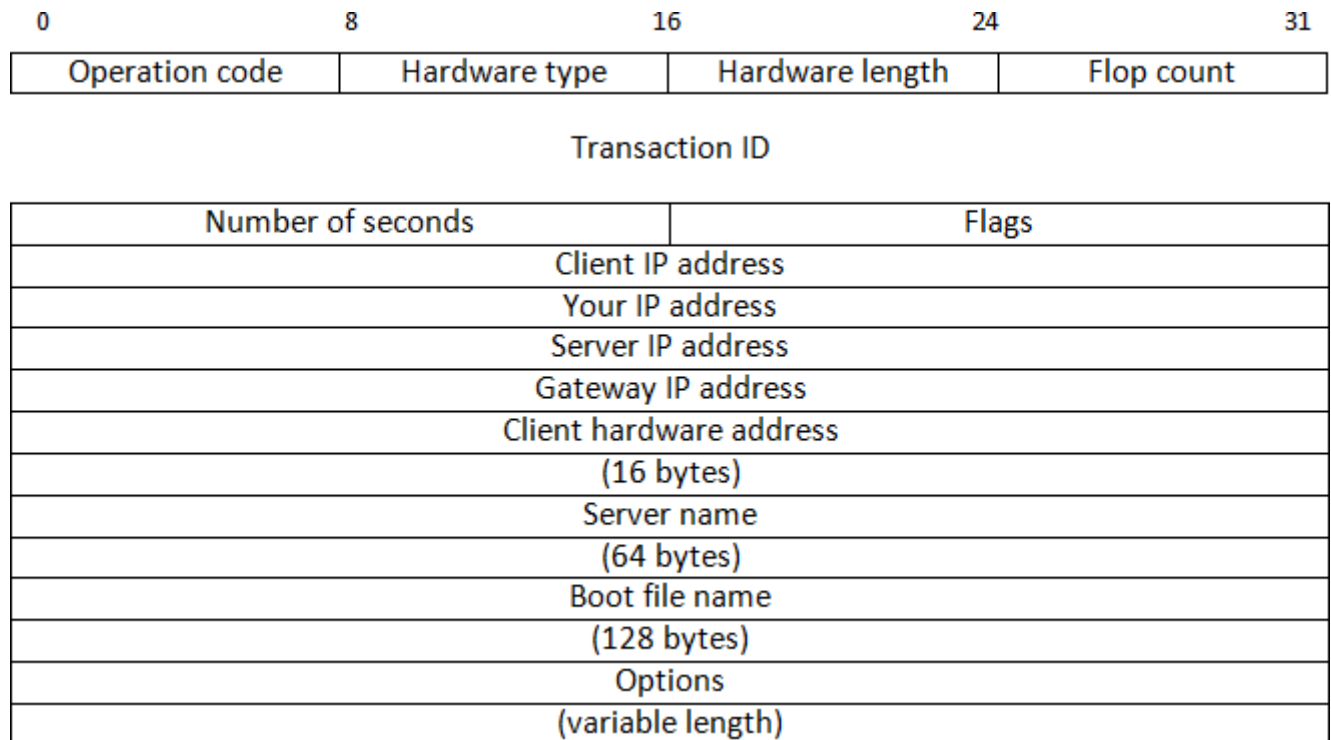 0 8 16 24 31
Operation code Hardware type Hardware length Flop count
Transaction ID
Number of seconds Flags
Client IP address
Your IP address
Server IP address
Gateway IP address
Client hardware address
(16 bytes)
Server name
(64 bytes)
Boot file name
(128 bytes)
Options
(variable length)